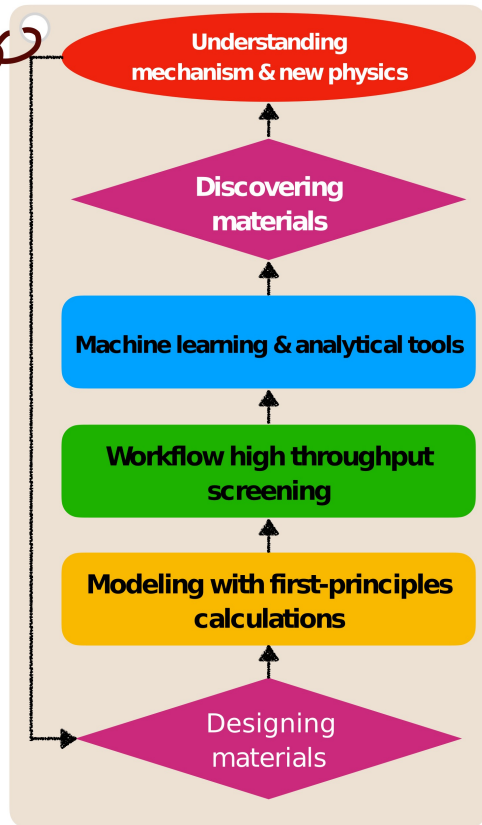 Understanding
mechanism & new physics
Discovering
materials
Machine learning & analytical tools
Workflow high throughput
screening
Modeling with first-principles
calculations
Designing
materials